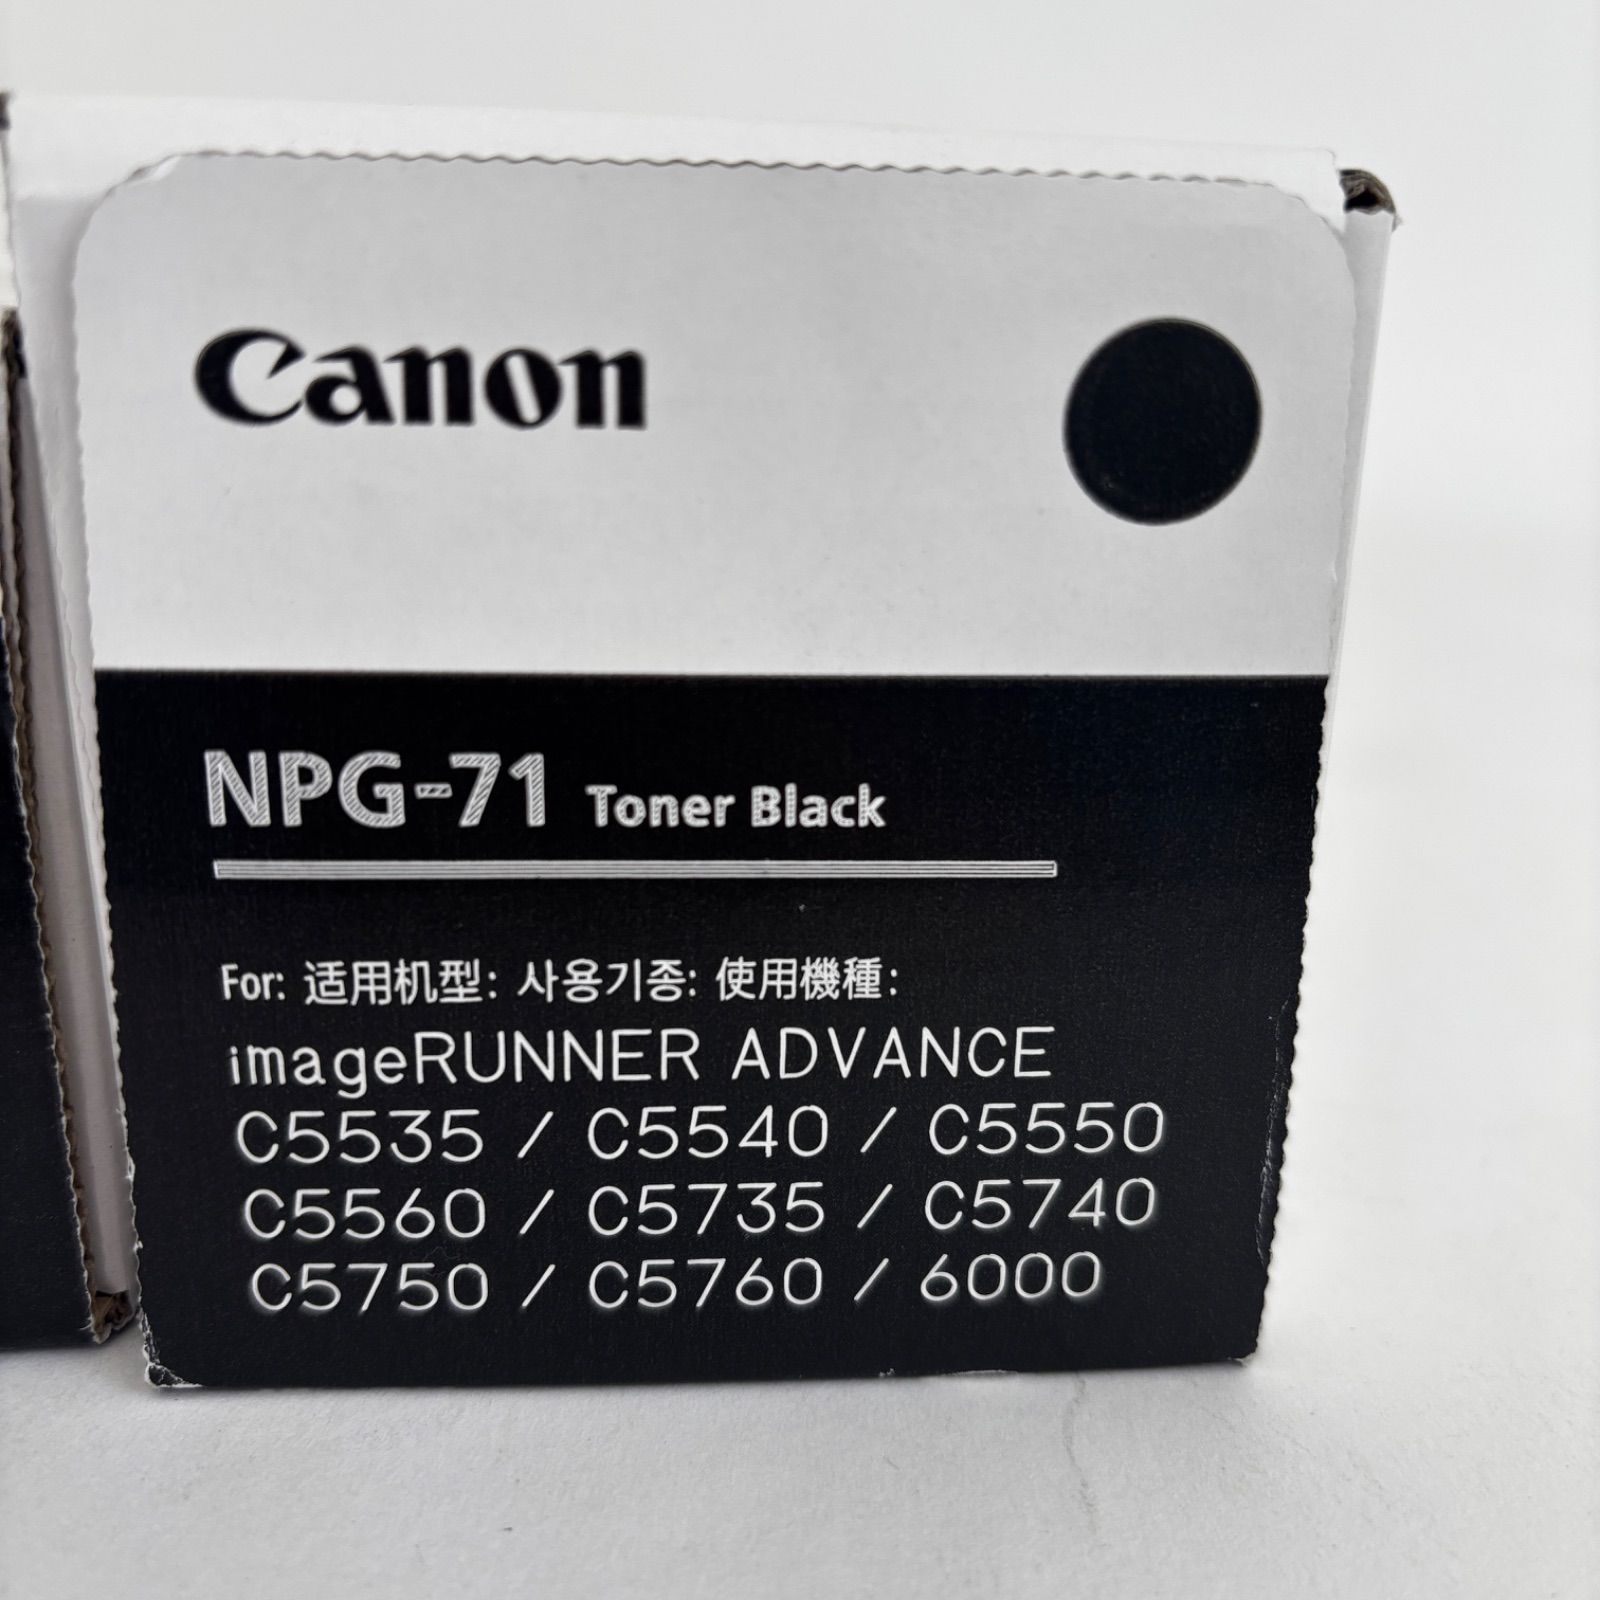 Canon
NPG-71 Toner Black
For: 适用机型: 사용기종: 使用機種:
imageRUNNER ADVANCE
C5535 / C5540 / C5550
C5560 / C5735 / C5740
C5750 / C5760 / 6000